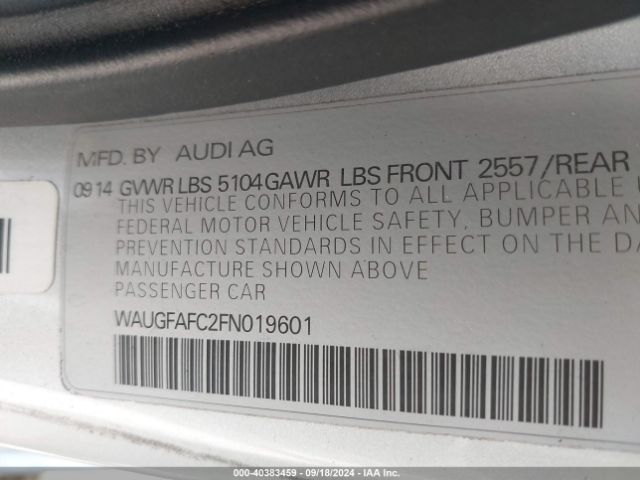 MFD. BY AUDI AG
09 14 GVWR LBS 5104 GAWR LBS FRONT 2557/REAR
THIS VEHICLE CONFORMS TO ALL APPLICABLE
FEDERAL MOTOR VEHICLE SAFETY, BUMPER AN
PREVENTION STANDARDS IN EFFECT ON THE DA
MANUFACTURE SHOWN ABOVE
PASSENGER CAR
WAUGFAFC2FN019601
000-40383459 - 09/18/2024 - IAA Inc.